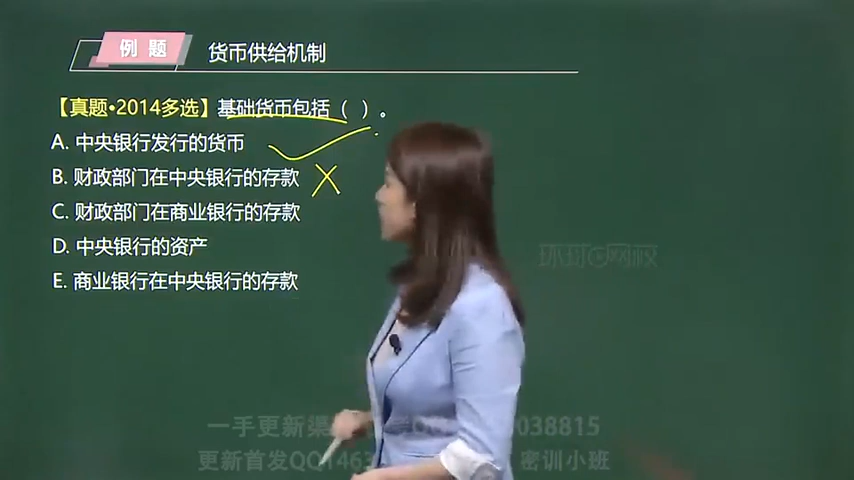 例 题
货币供给机制
【真题•2014多选】基础货币包括（ ）。
A. 中央银行发行的货币
B. 财政部门在中央银行的存款
C. 财政部门在商业银行的存款
D. 中央银行的资产
E. 商业银行在中央银行的存款
环球网校
一手更新渠 038815
更新首发QQ1463 密训小班